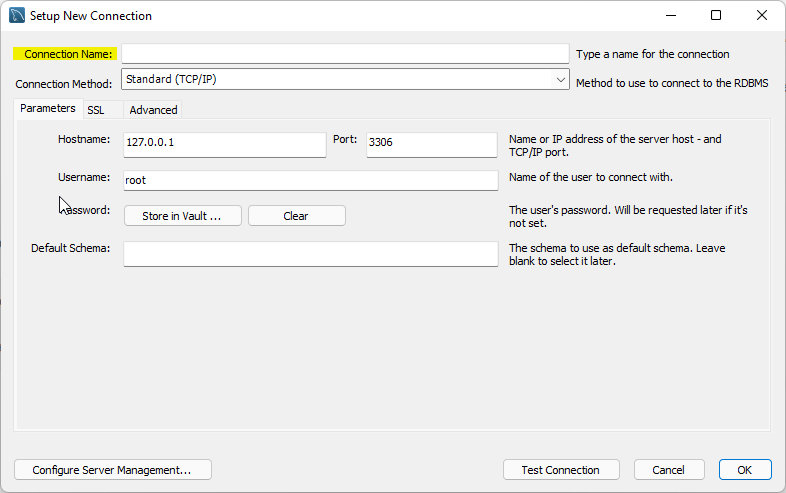 Setup New Connection
Connection Name: Type a name for the connection
Connection Method: Standard (TCP/IP) Method to use to connect to the RDBMS
Parameters SSL Advanced
Hostname: 127.0.0.1 Port: 3306 Name or IP address of the server host - and
TCP/IP port.
Username: root Name of the user to connect with.
assword: Store in Vault ... Clear The user's password. Will be requested later if it's
not set.
Default Schema: The schema to use as default schema. Leave
blank to select it later.
Configure Server Management... Test Connection Cancel OK